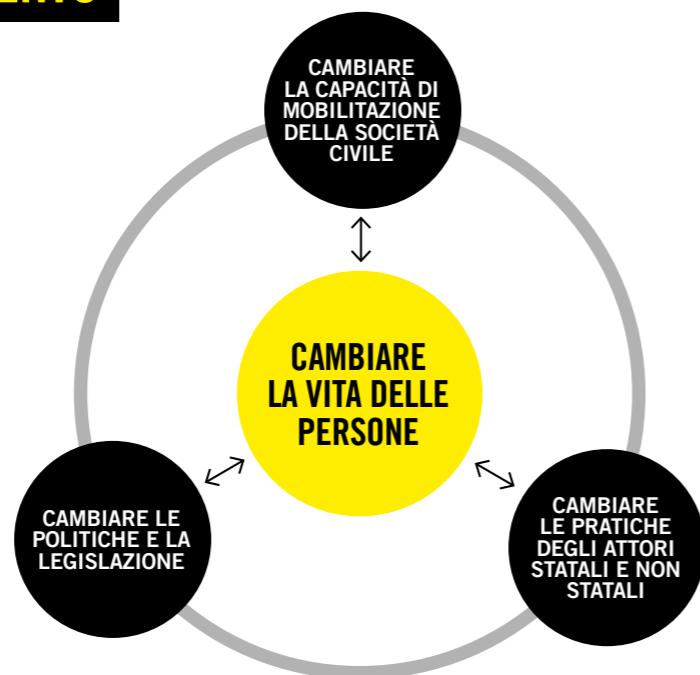 CAMBIARE
LA CAPACITÀ DI
MOBILITAZIONE
DELLA SOCIETÀ
CIVILE
CAMBIARE
LA VITA DELLE
PERSONE
CAMBIARE LE
POLITICHE E LA
LEGISLAZIONE
CAMBIARE
LE PRATICHE
DEGLI ATTORI
STATALI E NON
STATALI